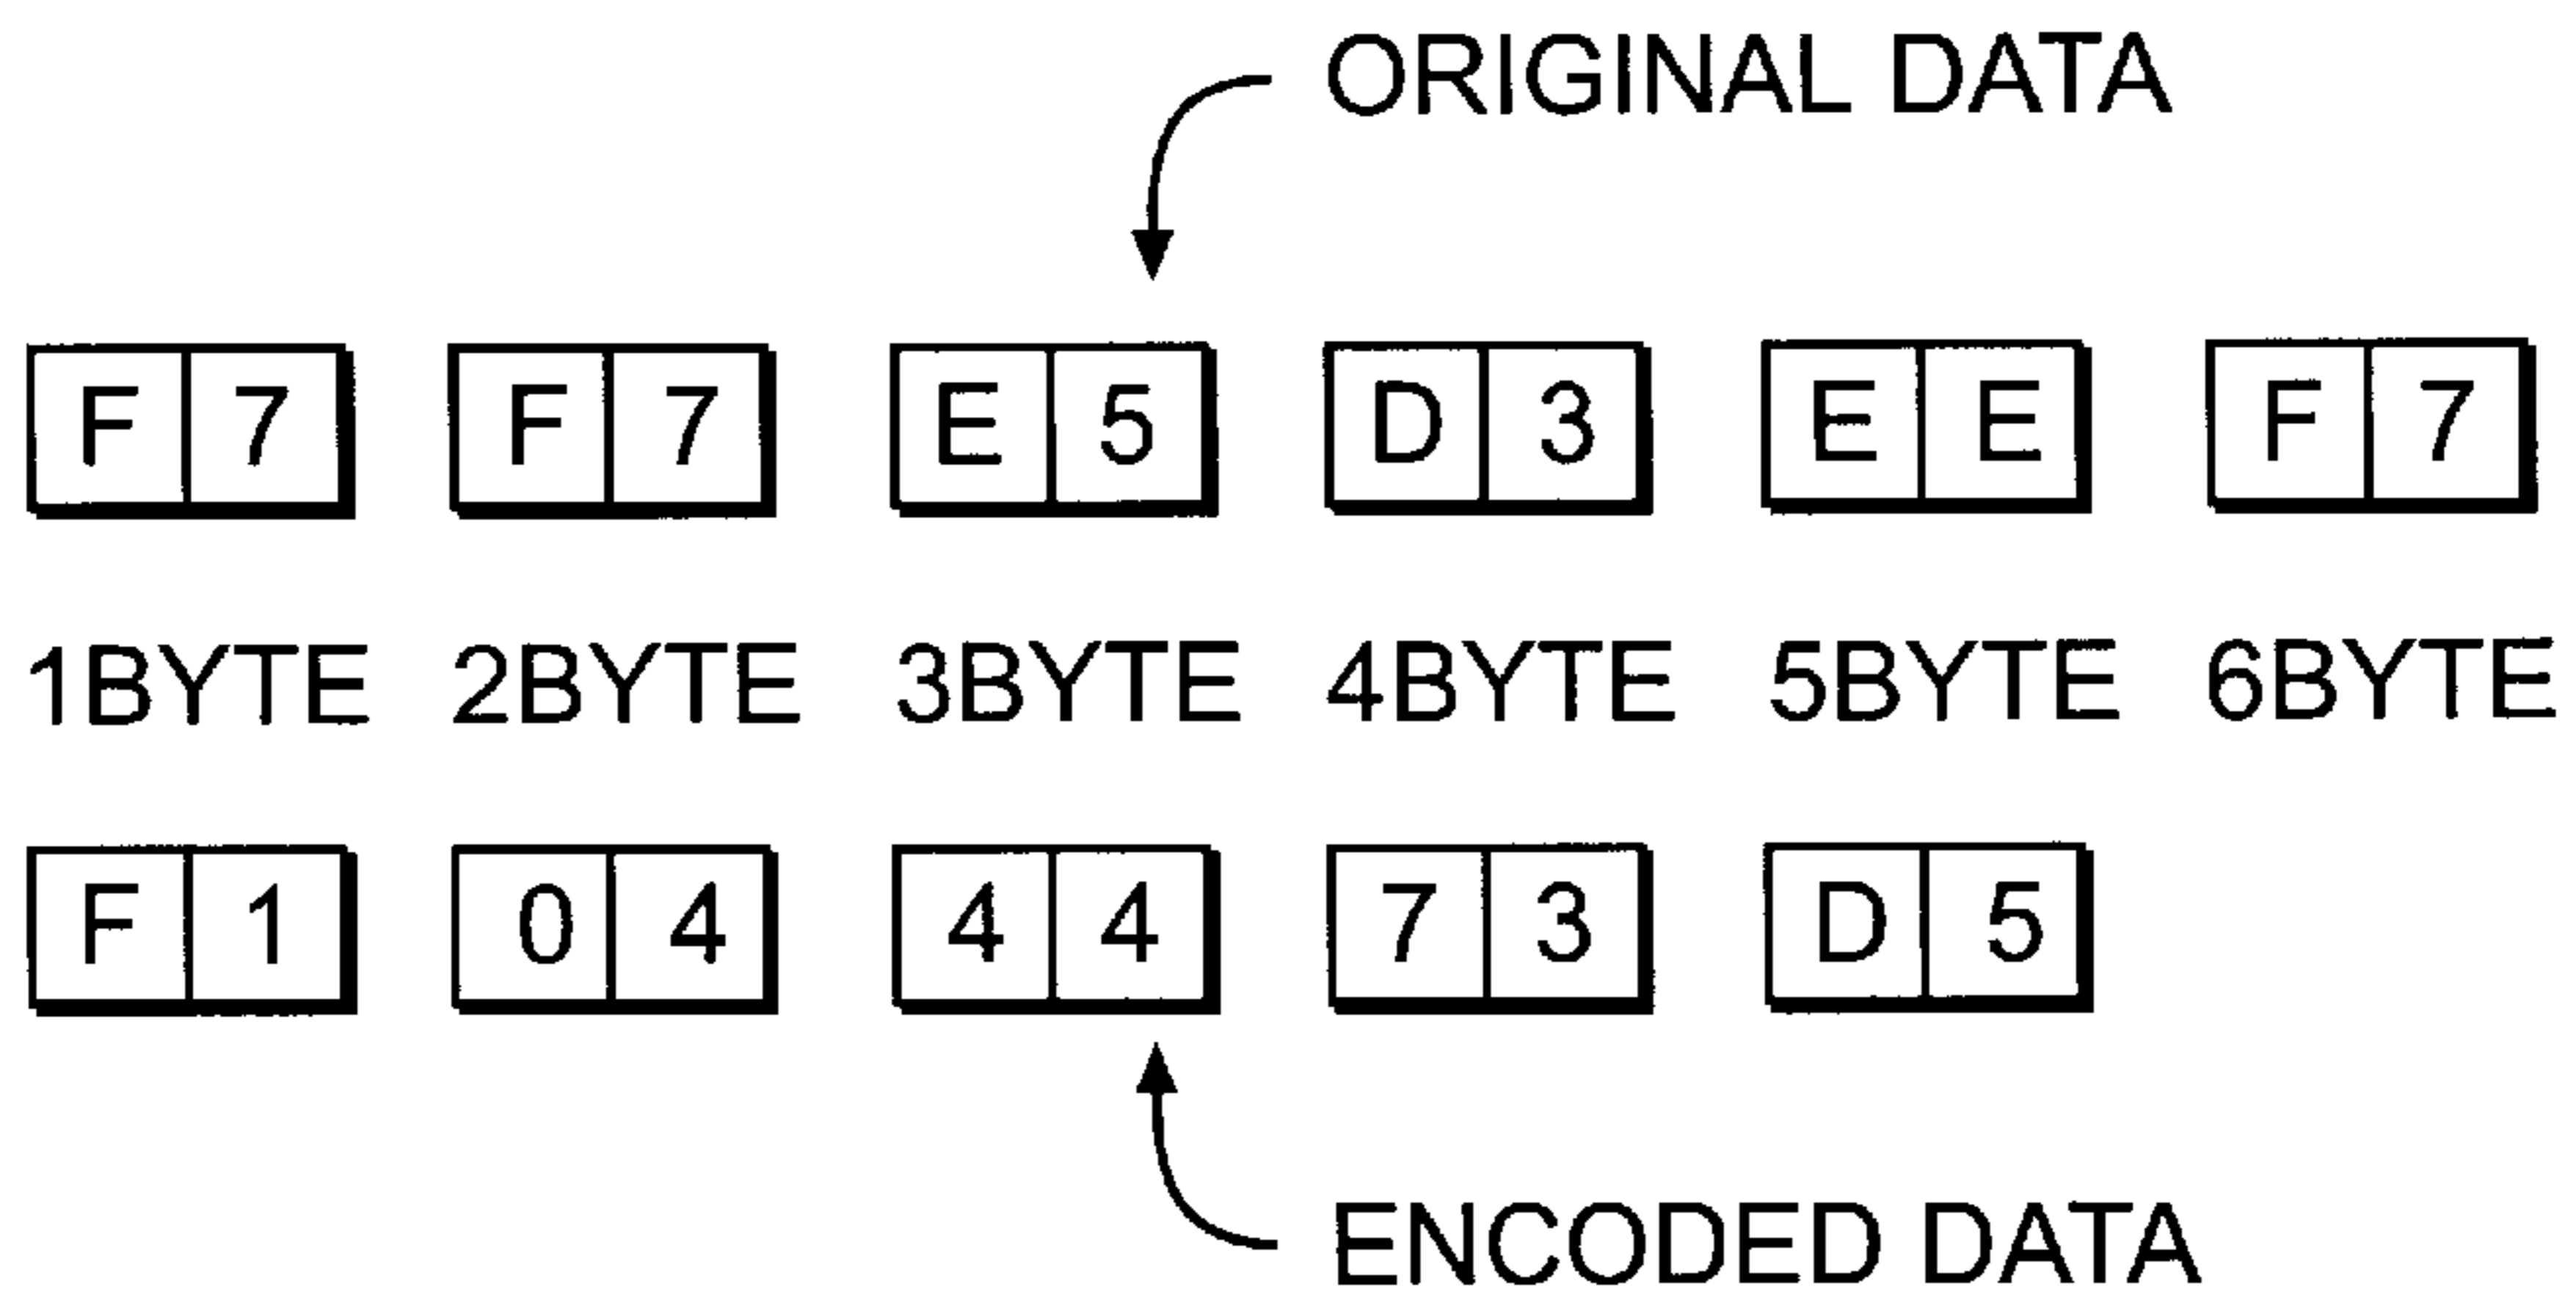 ORIGINAL DATA
F 7 F 7 E 5 D 3 E E F 7
1BYTE 2BYTE 3BYTE 4BYTE 5BYTE 6BYTE
F 1 0 4 4 4 7 3 D 5
ENCODED DATA